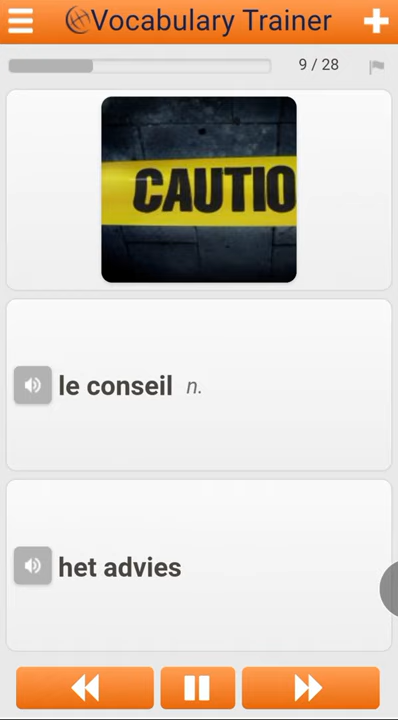 Vocabulary Trainer
9 / 28
CAUTIO
le conseil n.
het advies